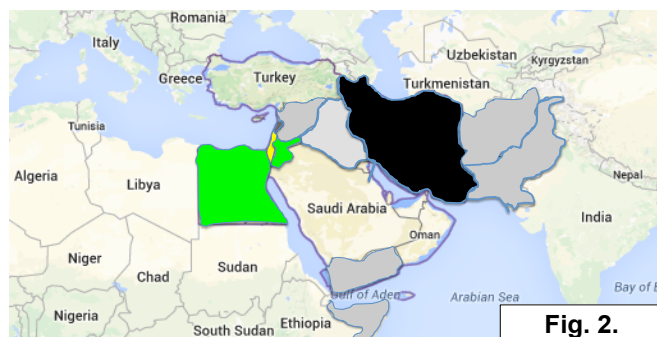 Romania
Italy
Uzbekistan
Kyrgyzstan
Greece
Turkey
Turkmenistan
Tunisia
Algeria
Libya
Nepal
Saudi Arabia
India
Oman
Niger
Chad
Sudan
Gulf of Aden
Arabian Sea
Bay of B
Nigeria
South Sudan
Ethiopia
Fig. 2.